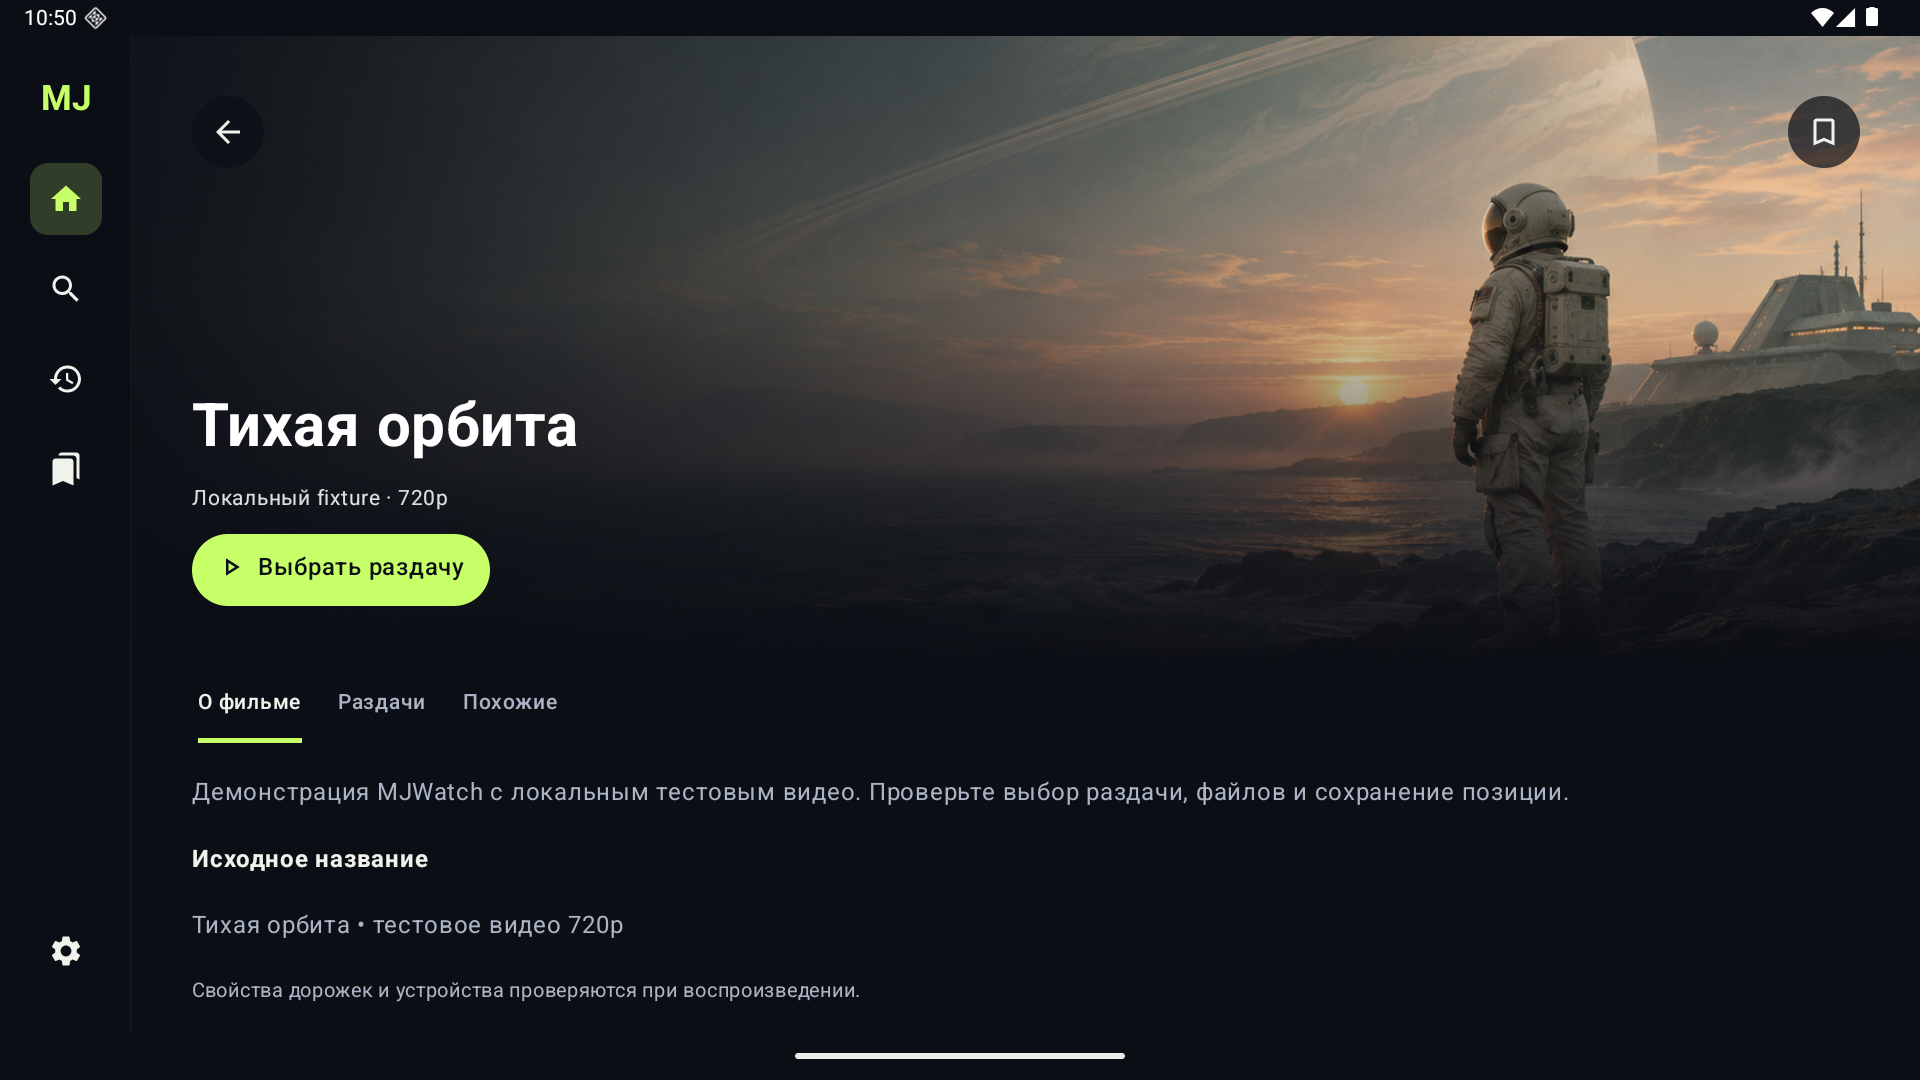 10:50
MJ
Тихая орбита
Локальный fixture · 720p
Выбрать раздачу
О фильме
Раздачи
Похожие
Демонстрация MJWatch с локальным тестовым видео. Проверьте выбор раздачи, файлов и сохранение позиции.
Исходное название
Тихая орбита • тестовое видео 720p
Свойства дорожек и устройства проверяются при воспроизведении.